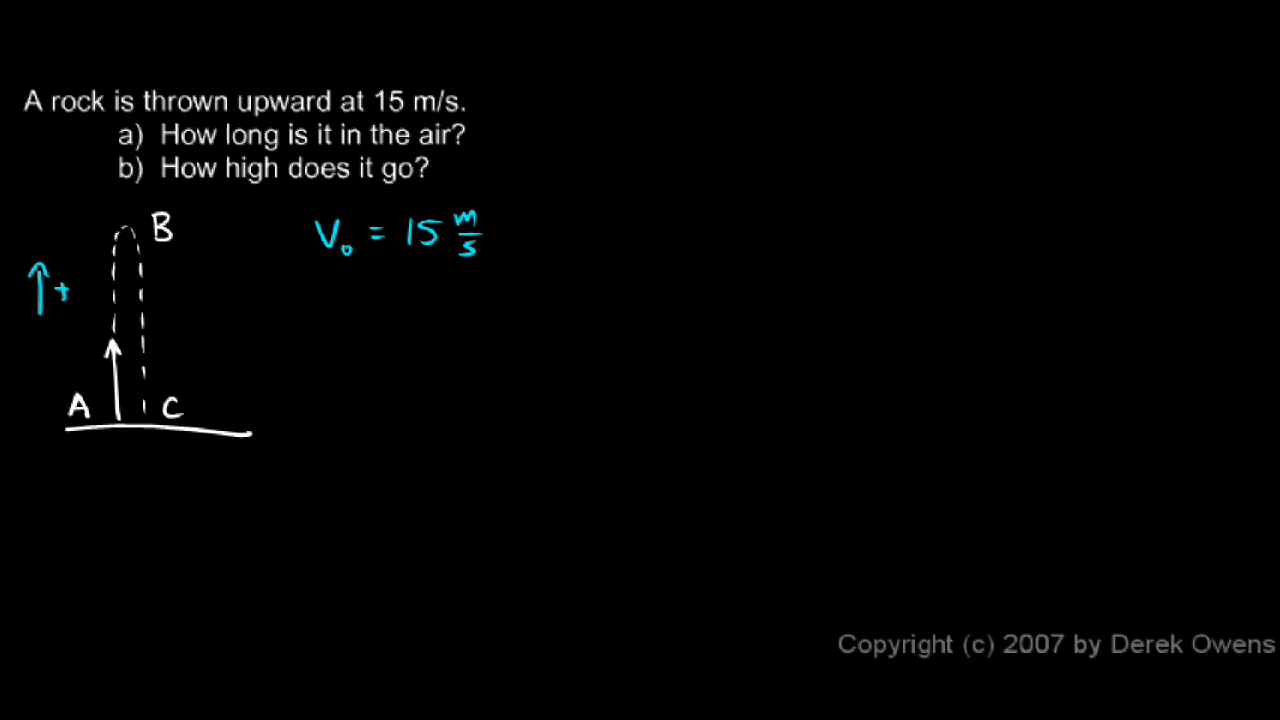 A rock is thrown upward at 15 m/s.
a) How long is it in the air?
b) How high does it go?
B
V₀ = 15 m/s
+
A
C
Copyright (c) 2007 by Derek Owens